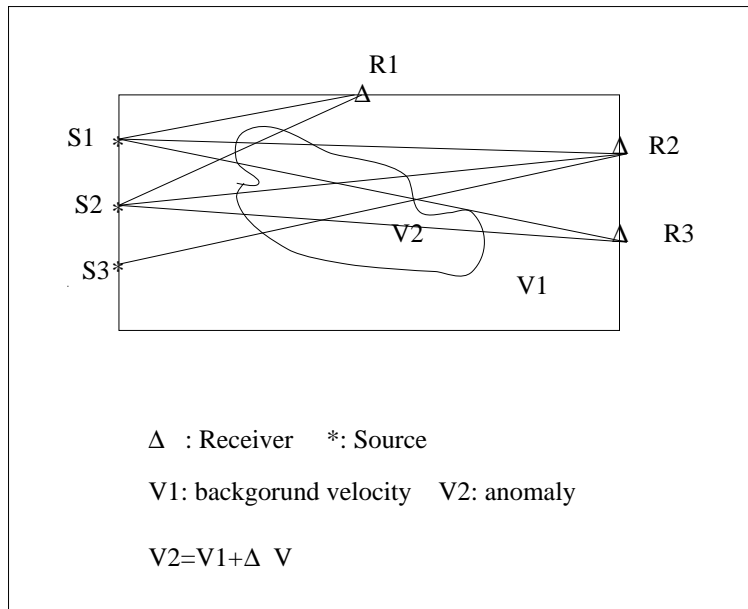 R1
S1
R2
S2
V2
R3
S3
V1
Δ : Receiver *: Source
V1: backgorund velocity V2: anomaly
V2=V1+Δ V